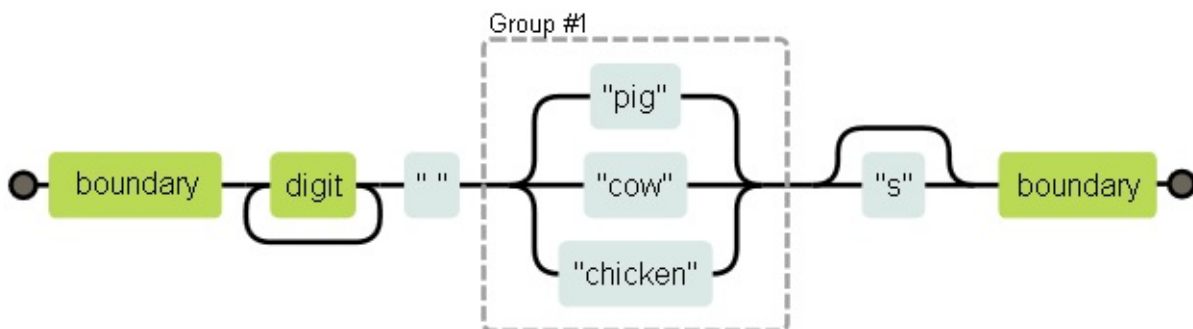 Group #1
"pig"
boundary digit " " "cow" "s" boundary
"chicken"